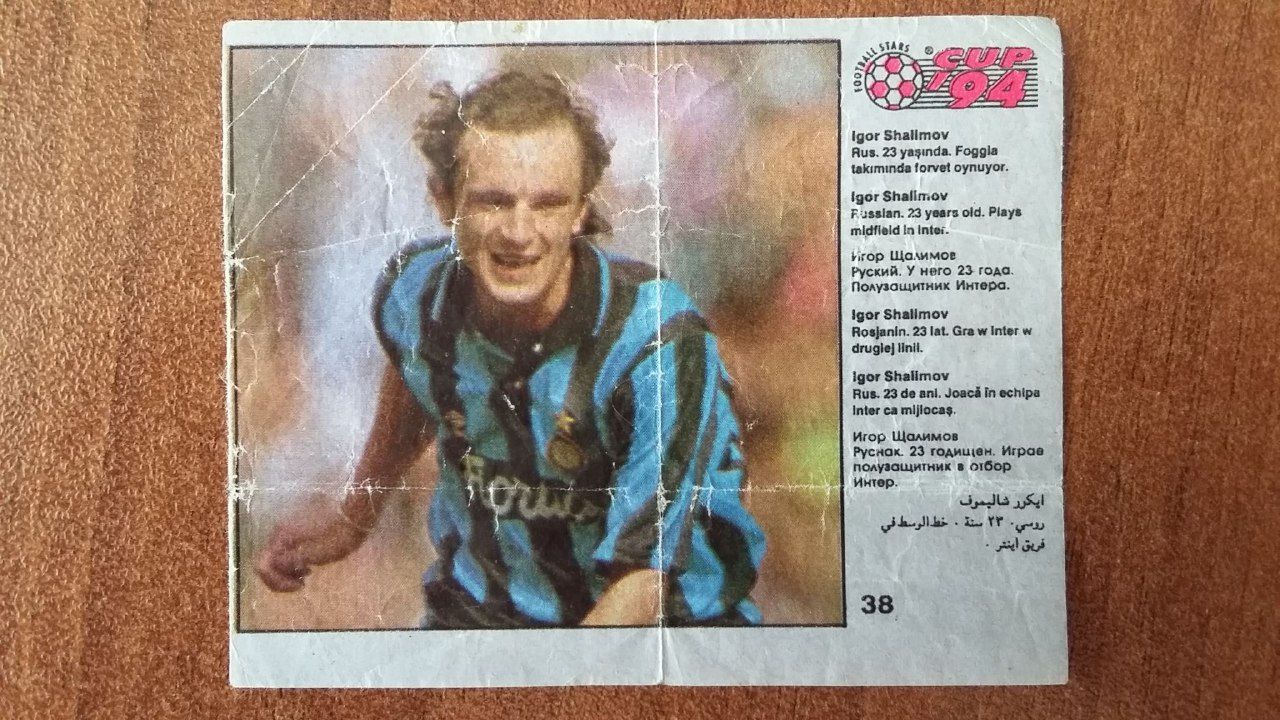 FOOTBALL STARS ® CUP '94
Igor Shalimov
Rus. 23 yaşında. Foggia
takımında forvet oynuyor.
Igor Shalimov
Russian. 23 years old. Plays
midfield in Inter.
Игор Щалимов
Руский. У него 23 года.
Полузащитник Интера.
Igor Shalimov
Rosjanin. 23 lat. Gra w Inter w
drugiej linii.
Igor Shalimov
Rus. 23 de ani. Joacă în echipa
Inter ca mijlocaş.
Игор Щалимов
Руснак. 23 годищен. Играе
полузащитник в отбор
Интер.
ايكرر شاليموف
روسي. ٢٣ سنة . خط الوسط في
فريق اينتر .
38
Fiorucci